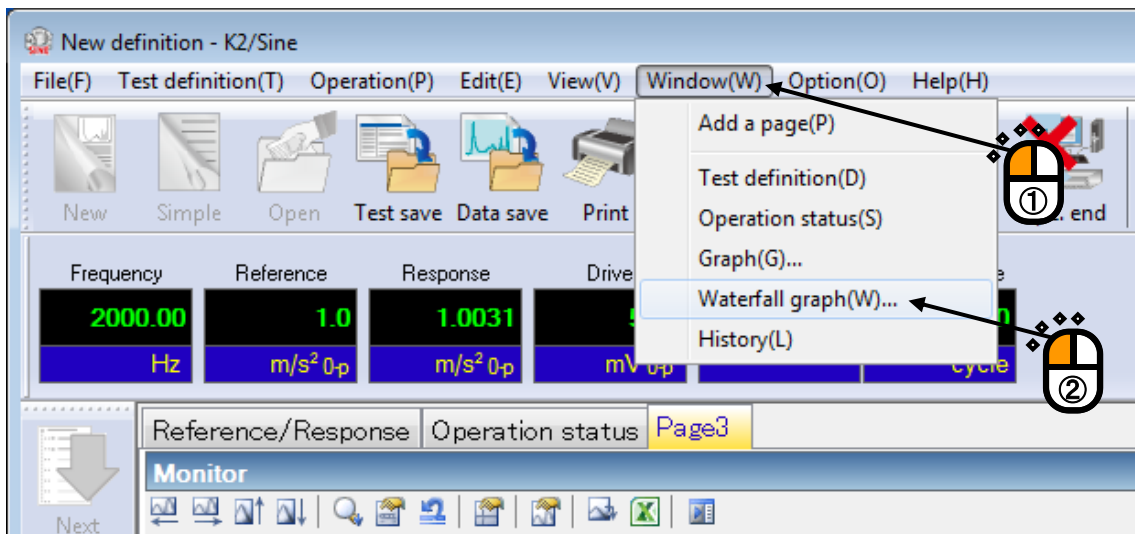 New definition - K2/Sine
File(F) Test definition(T) Operation(P) Edit(E) View(V) Window(W) Option(O) Help(H)
Add a page(P)
Test definition(D)
Operation status(S)
Graph(G)...
Waterfall graph(W)...
History(L)
①
②
New Simple Open Test save Data save Print end
Frequency Reference Response Drive
2000.00 1.0 1.0031
Hz m/s² 0-p m/s² 0-p mV 0-p cycle
Reference/Response Operation status Page3
Monitor
Next